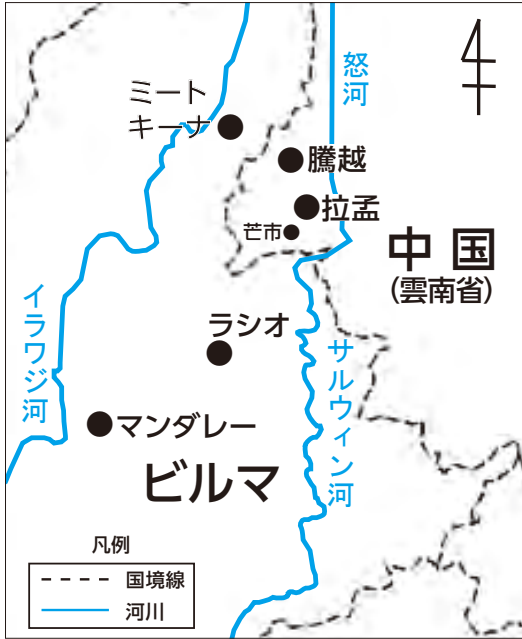 ミート
キーナ
怒河
騰越
拉孟
芒市
中国
(雲南省)
イラワジ河
ラシオ
サルウィン河
マンダレー
ビルマ
凡例
国境線
河川